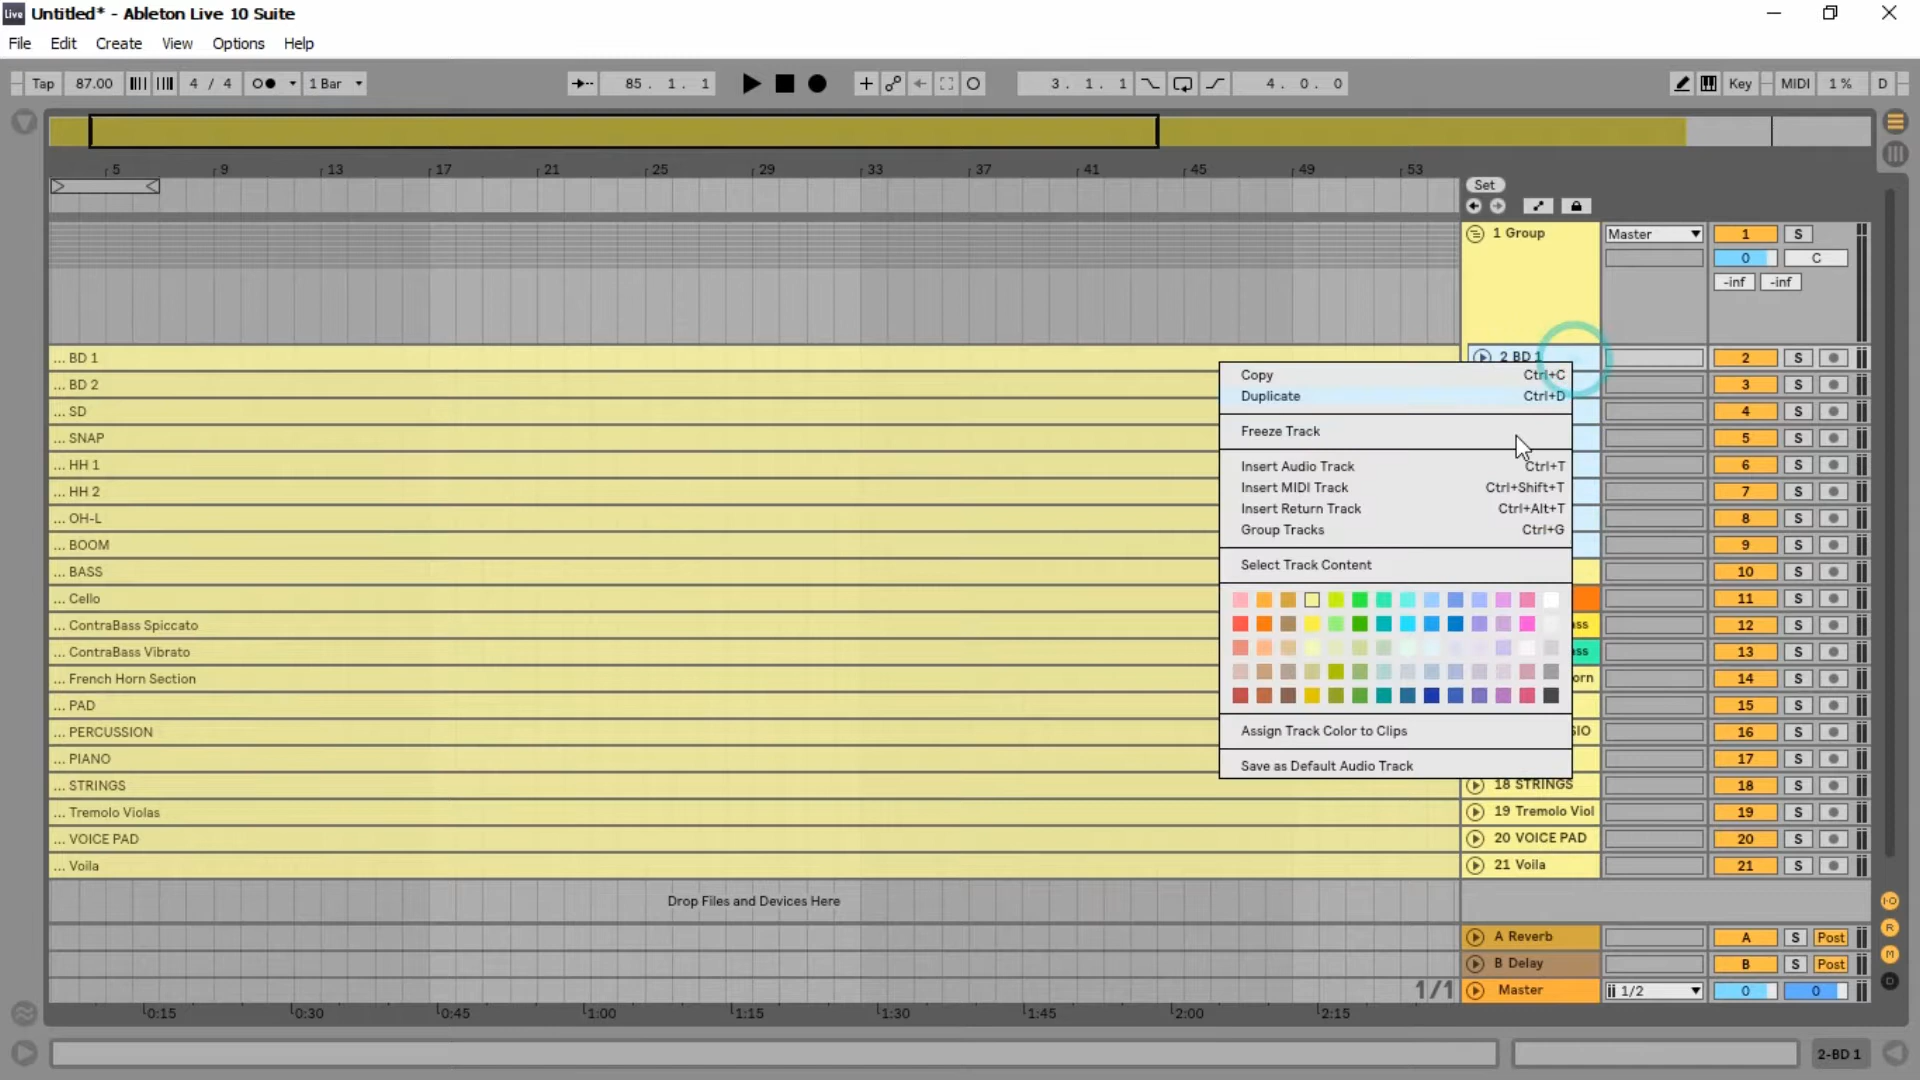 Live Untitled* - Ableton Live 10 Suite
File Edit Create View Options Help
Tap 87.00 4 / 4 1 Bar 85. 1. 1 3. 1. 1 4. 0. 0 Key MIDI 1 % D
5 9 13 17 21 25 29 33 37 41 45 49 53
Set
1 Group Master 1 S
0 C
-inf -inf
... BD 1 2 BD 1 2 S
... BD 2 3 S
... SD 4 S
... SNAP 5 S
... HH 1 6 S
... HH 2 7 S
... OH-L 8 S
... BOOM 9 S
... BASS 10 S
... Cello 11 S
... ContraBass Spiccato ass 12 S
... ContraBass Vibrato ass 13 S
... French Horn Section orn 14 S
... PAD 15 S
... PERCUSSION SIO 16 S
... PIANO 17 S
... STRINGS 18 STRINGS 18 S
... Tremolo Violas 19 Tremolo Viol 19 S
... VOICE PAD 20 VOICE PAD 20 S
... Voila 21 Voila 21 S
Copy Ctrl+C
Duplicate Ctrl+D
Freeze Track
Insert Audio Track Ctrl+T
Insert MIDI Track Ctrl+Shift+T
Insert Return Track Ctrl+Alt+T
Group Tracks Ctrl+G
Select Track Content
Assign Track Color to Clips
Save as Default Audio Track
Drop Files and Devices Here
I·O
A Reverb A S Post
R
B Delay B S Post
M
1/1 Master 1/2 0 0
D
0:15 0:30 0:45 1:00 1:15 1:30 1:45 2:00 2:15
2-BD 1